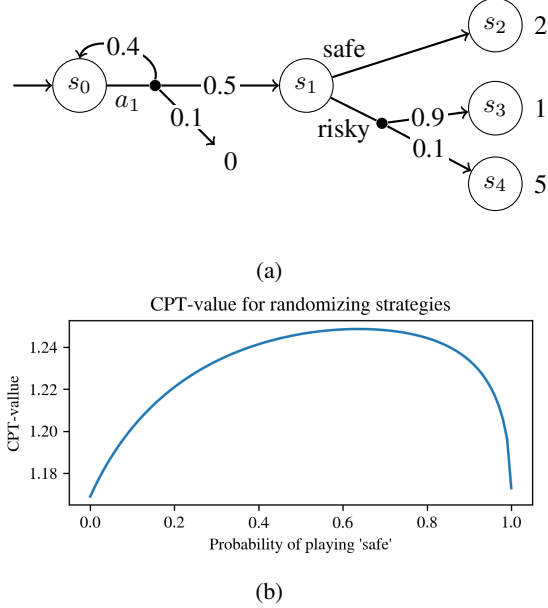 s₂ 2
safe
0.4
s₀
a₁
0.5
s₁
0.1
0
risky
0.9
s₃ 1
0.1
s₄ 5
(a)
CPT-value for randomizing strategies
CPT-vallue
1.24
1.22
1.20
1.18
0.0 0.2 0.4 0.6 0.8 1.0
Probability of playing 'safe'
(b)